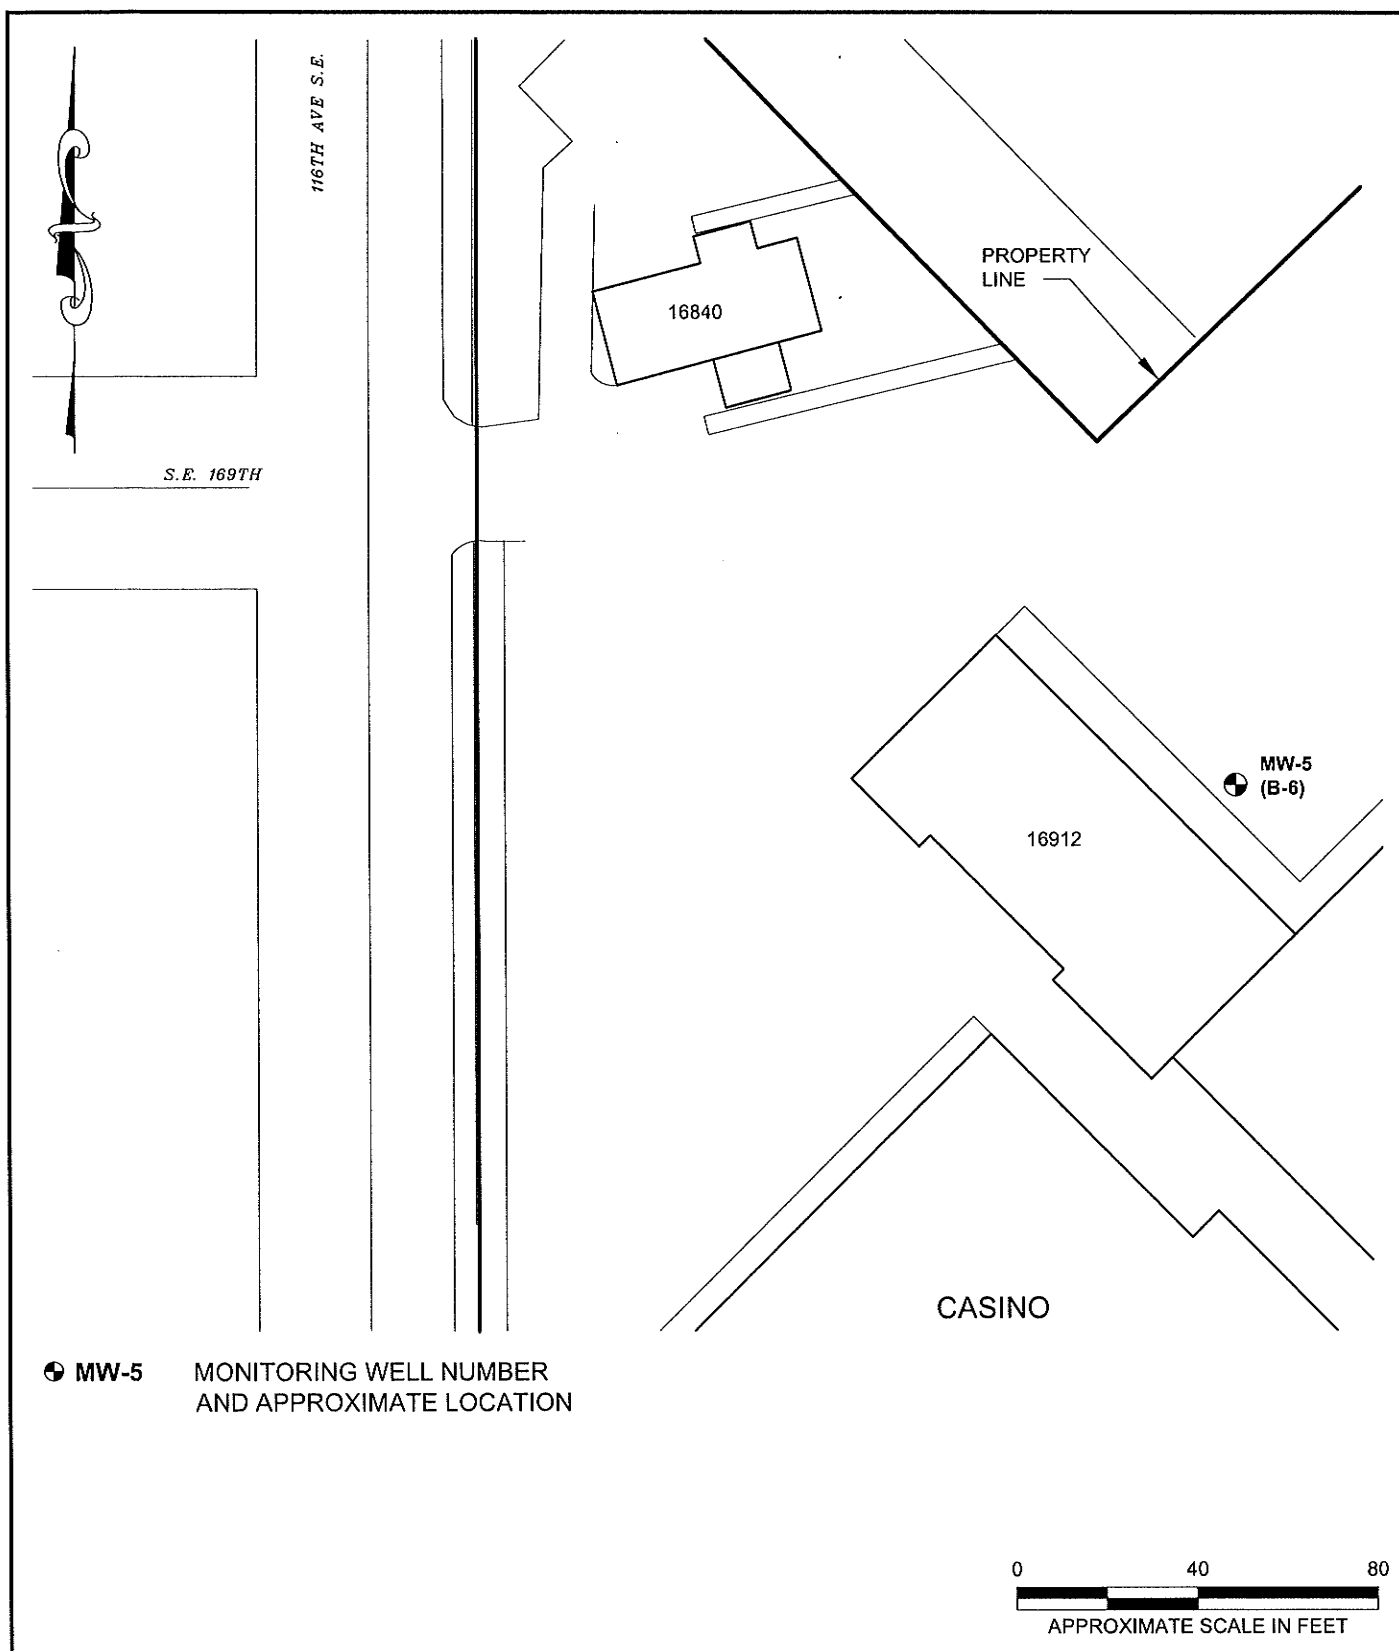 116TH AVE S.E.
PROPERTY
LINE
16840
S.E. 169TH
MW-5
(B-6)
16912
CASINO
MW-5 MONITORING WELL NUMBER
AND APPROXIMATE LOCATION
0 40 80
APPROXIMATE SCALE IN FEET